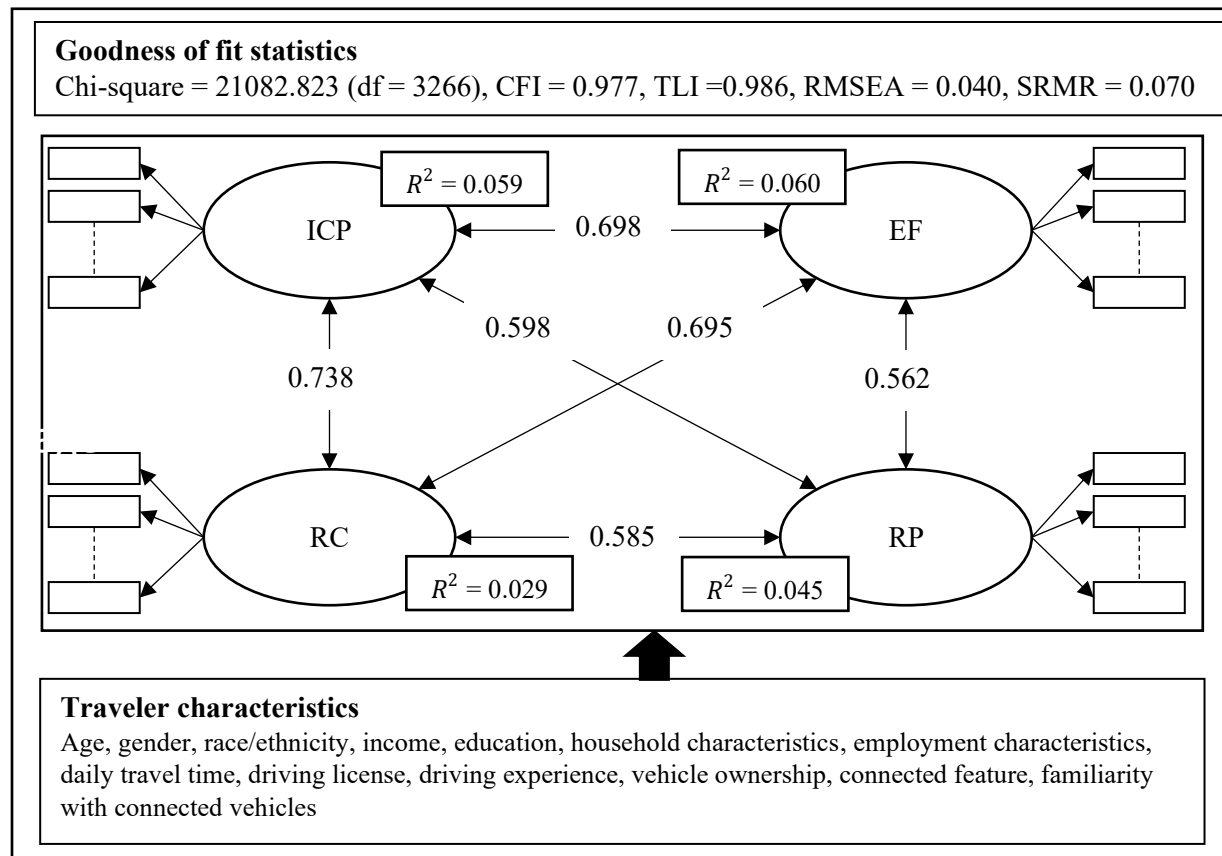 Goodness of fit statistics
Chi-square = 21082.823 (df = 3266), CFI = 0.977, TLI =0.986, RMSEA = 0.040, SRMR = 0.070
R² = 0.059
R² = 0.060
ICP
0.698
EF
0.598
0.695
0.738
0.562
RC
0.585
RP
R² = 0.029
R² = 0.045
Traveler characteristics
Age, gender, race/ethnicity, income, education, household characteristics, employment characteristics,
daily travel time, driving license, driving experience, vehicle ownership, connected feature, familiarity
with connected vehicles